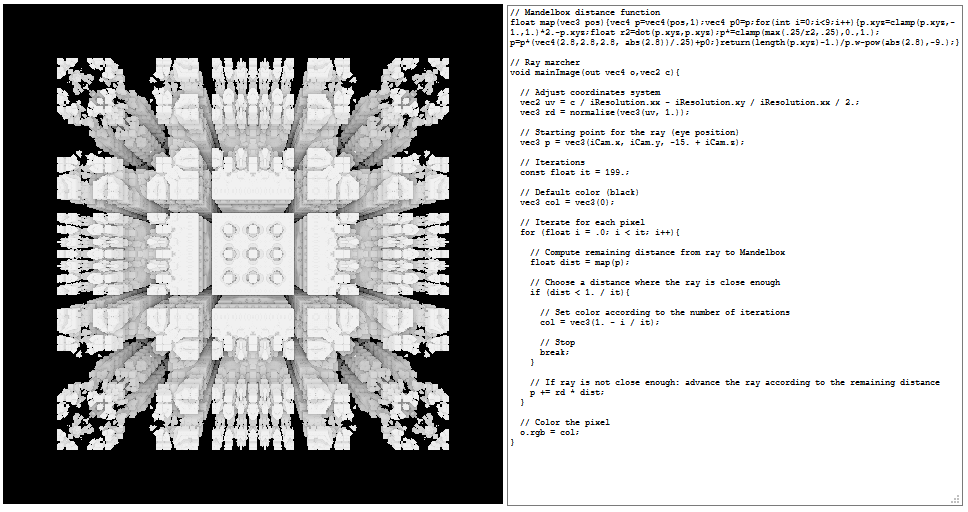 // Mandelbox distance function
float map(vec3 pos){vec4 p=vec4(pos,1);vec4 p0=p;for(int i=0;i<9;i++){p.xyz=clamp(p.xyz,-
1.,1.)*2.-p.xyz;float r2=dot(p.xyz,p.xyz);p*=clamp(max(.25/r2,.25),0.,1.);
p=p*(vec4(2.8,2.8,2.8, abs(2.8))/.25)+p0;}return(length(p.xyz)-1.)/p.w-pow(abs(2.8),-9.);}
// Ray marcher
void mainImage(out vec4 o,vec2 c){
// Adjust coordinates system
vec2 uv = c / iResolution.xx - iResolution.xy / iResolution.xx / 2.;
vec3 rd = normalize(vec3(uv, 1.));
// Starting point for the ray (eye position)
vec3 p = vec3(iCam.x, iCam.y, -15. + iCam.z);
// Iterations
const float it = 199.;
// Default color (black)
vec3 col = vec3(0);
// Iterate for each pixel
for (float i = .0; i < it; i++){
// Compute remaining distance from ray to Mandelbox
float dist = map(p);
// Choose a distance where the ray is close enough
if (dist < 1. / it){
// Set color according to the number of iterations
col = vec3(1. - i / it);
// Stop
break;
}
// If ray is not close enough: advance the ray according to the remaining distance
p += rd * dist;
}
// Color the pixel
o.rgb = col;
}